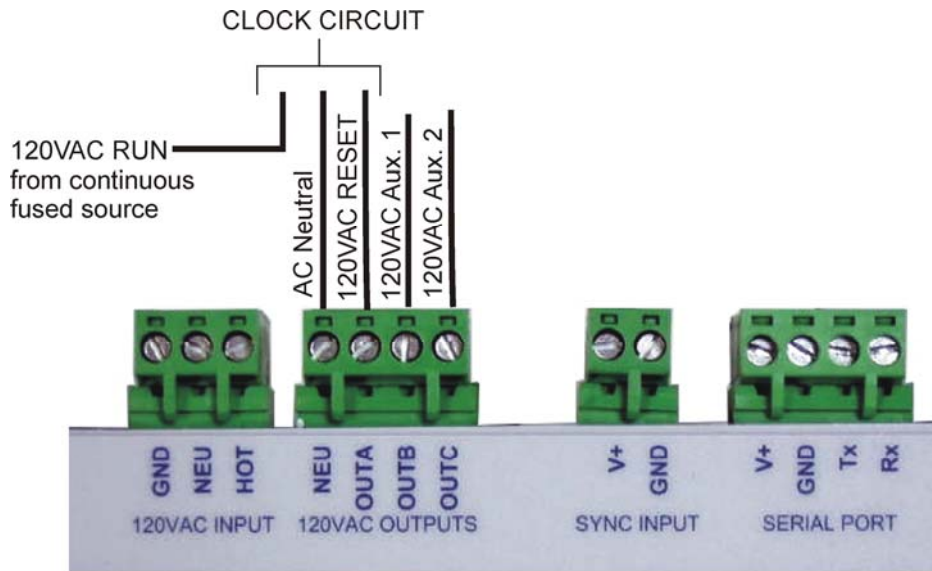 CLOCK CIRCUIT
120VAC RUN
from continuous
fused source
AC Neutral
120VAC RESET
120VAC Aux. 1
120VAC Aux. 2
GND
NEU
HOT
NEU
OUTA
OUTB
OUTC
V+
GND
V+
GND
Tx
Rx
120VAC INPUT
120VAC OUTPUTS
SYNC INPUT
SERIAL PORT